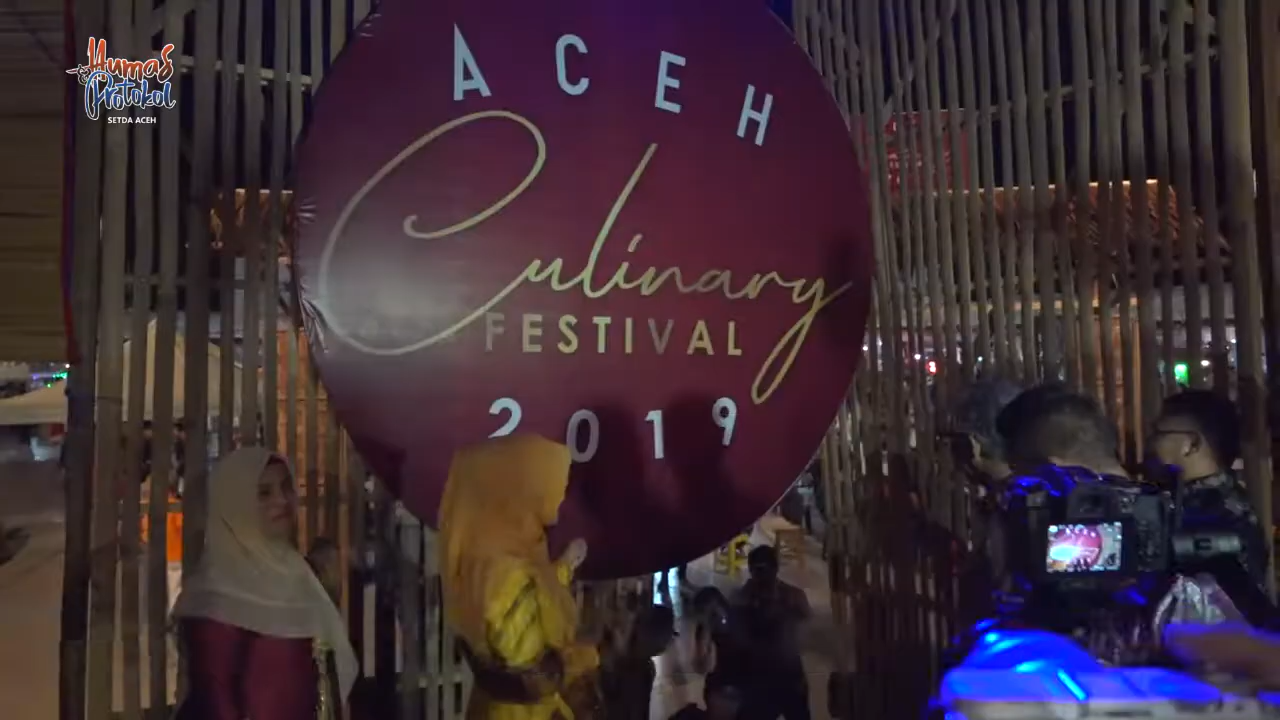 Humas
Protokol
SETDA ACEH
ACEH
Culinary
FESTIVAL
2019